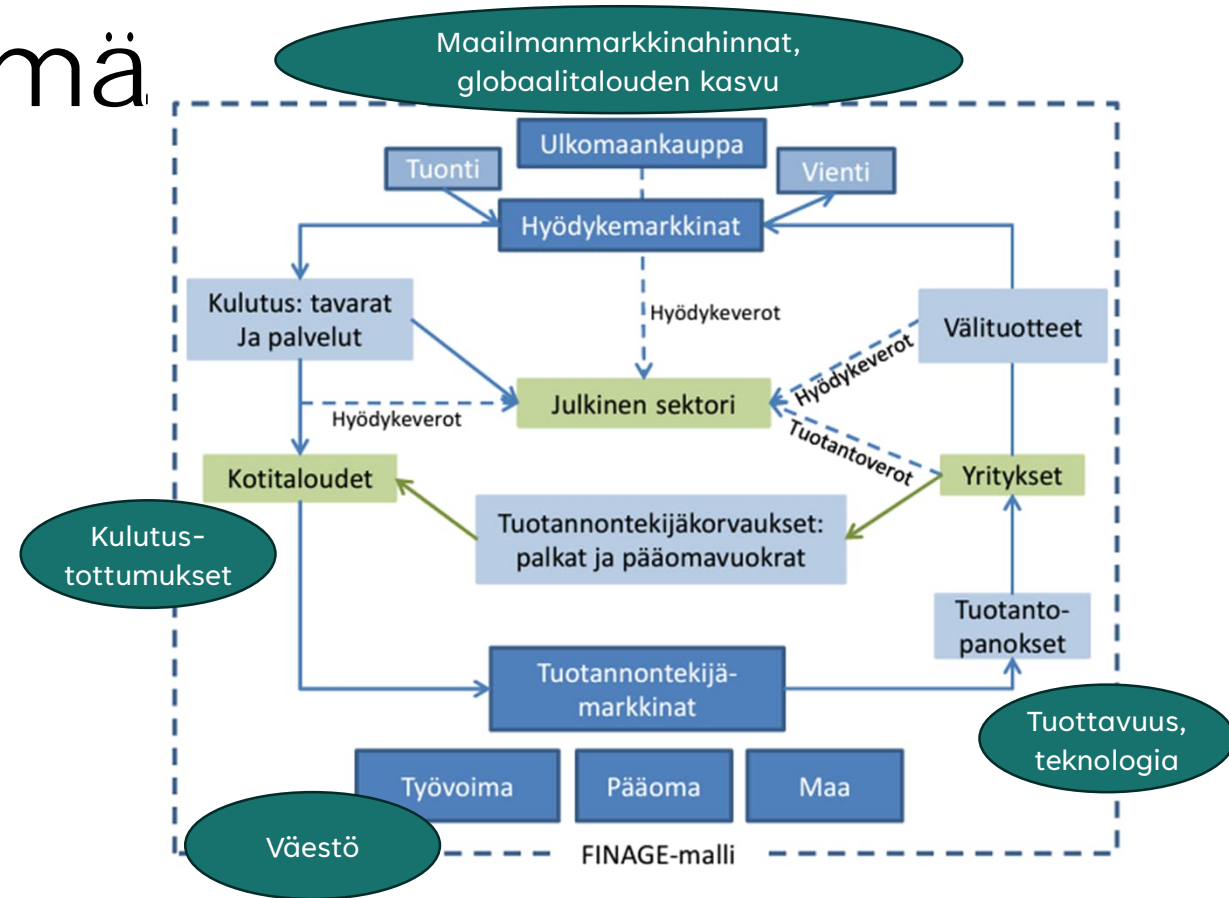 mä
Maailmanmarkkinahinnat,
globaalitalouden kasvu
Ulkomaankauppa
Tuonti
Vienti
Hyödykemarkkinat
Kulutus: tavarat
Ja palvelut
Hyödykeverot
Välituotteet
Hyödykeverot
Julkinen sektori
Hyödykeverot
Tuotantoverot
Kotitaloudet
Yritykset
Tuotannontekijäkorvaukset:
palkat ja pääomavuokrat
Kulutus-
tottumukset
Tuotanto-
panokset
Tuotannontekijä-
markkinat
Tuottavuus,
teknologia
Työvoima
Pääoma
Maa
Väestö
FINAGE-malli